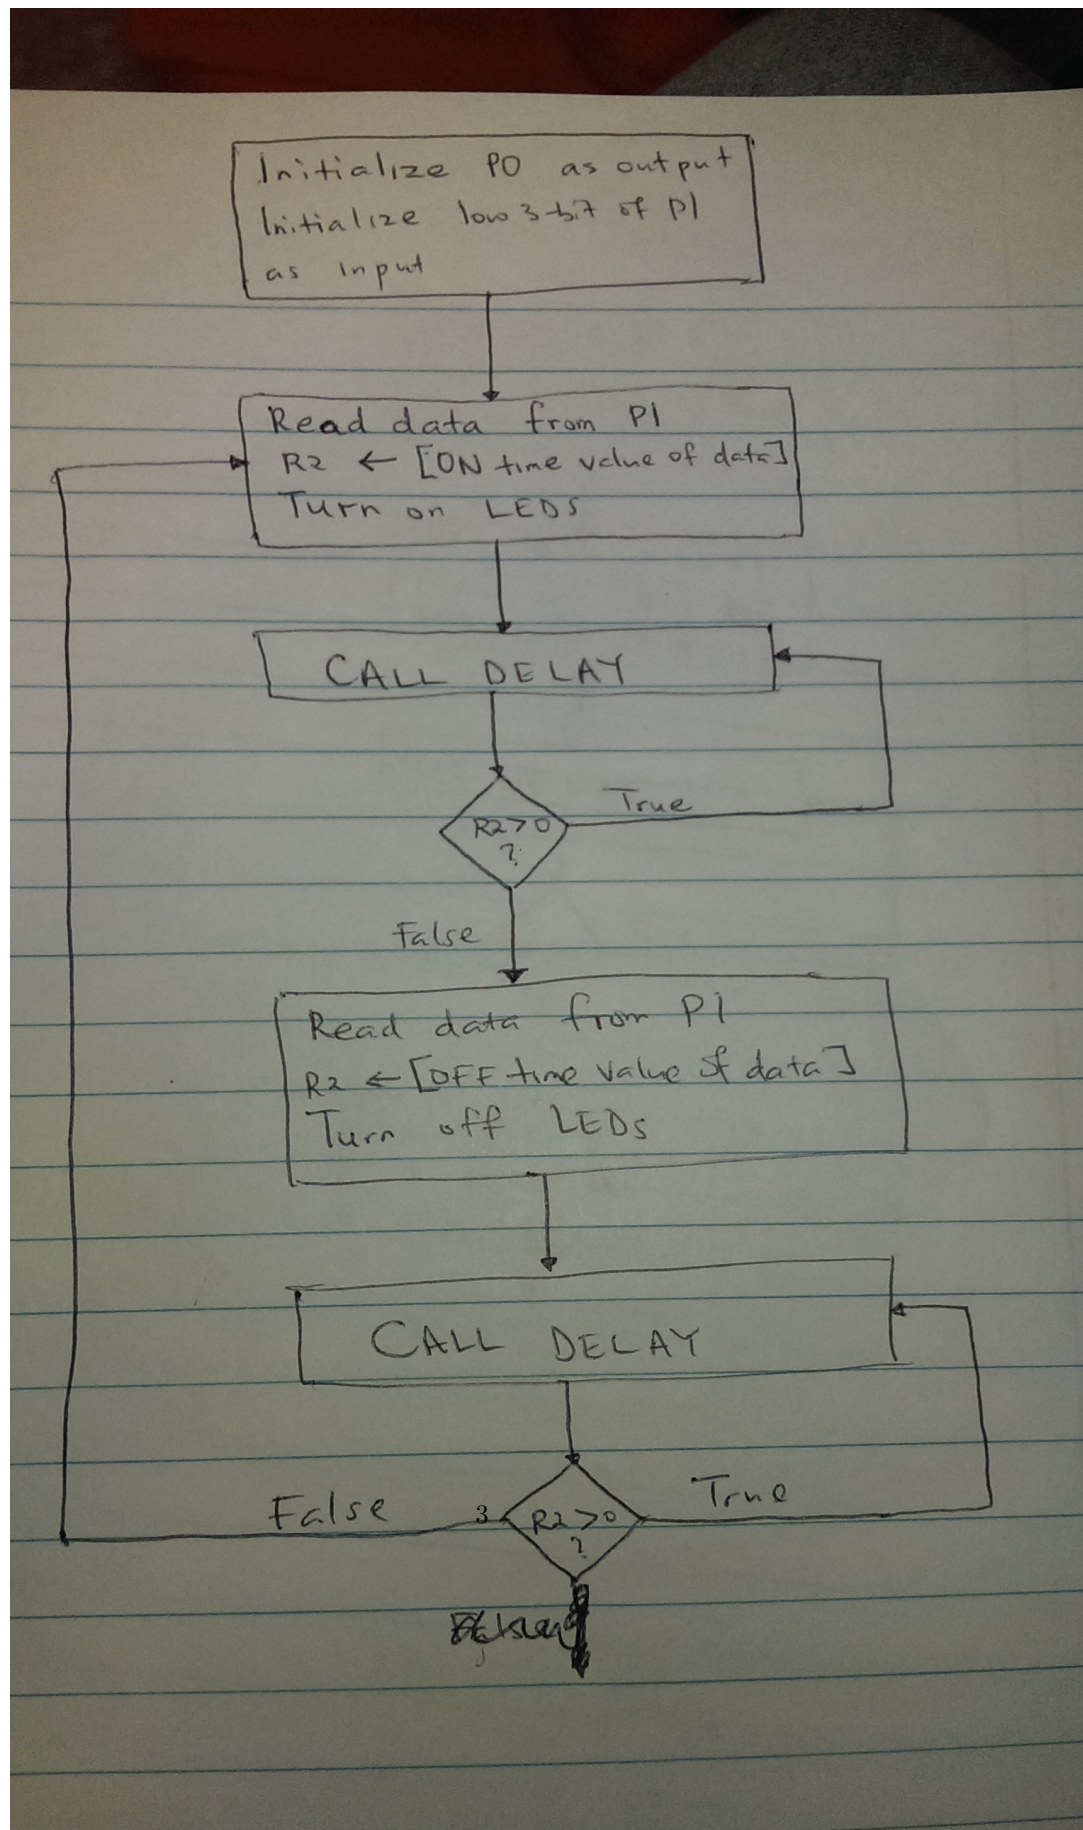 Initialize P0 as output
Initialize low 3-bit of P1
as input
Read data from P1
R2 ← [ON time value of data]
Turn on LEDS
CALL DELAY
R2>0
?
True
False
Read data from P1
R2 ← [OFF time value of data]
Turn off LEDs
CALL DELAY
False
3
R2>0
?
True